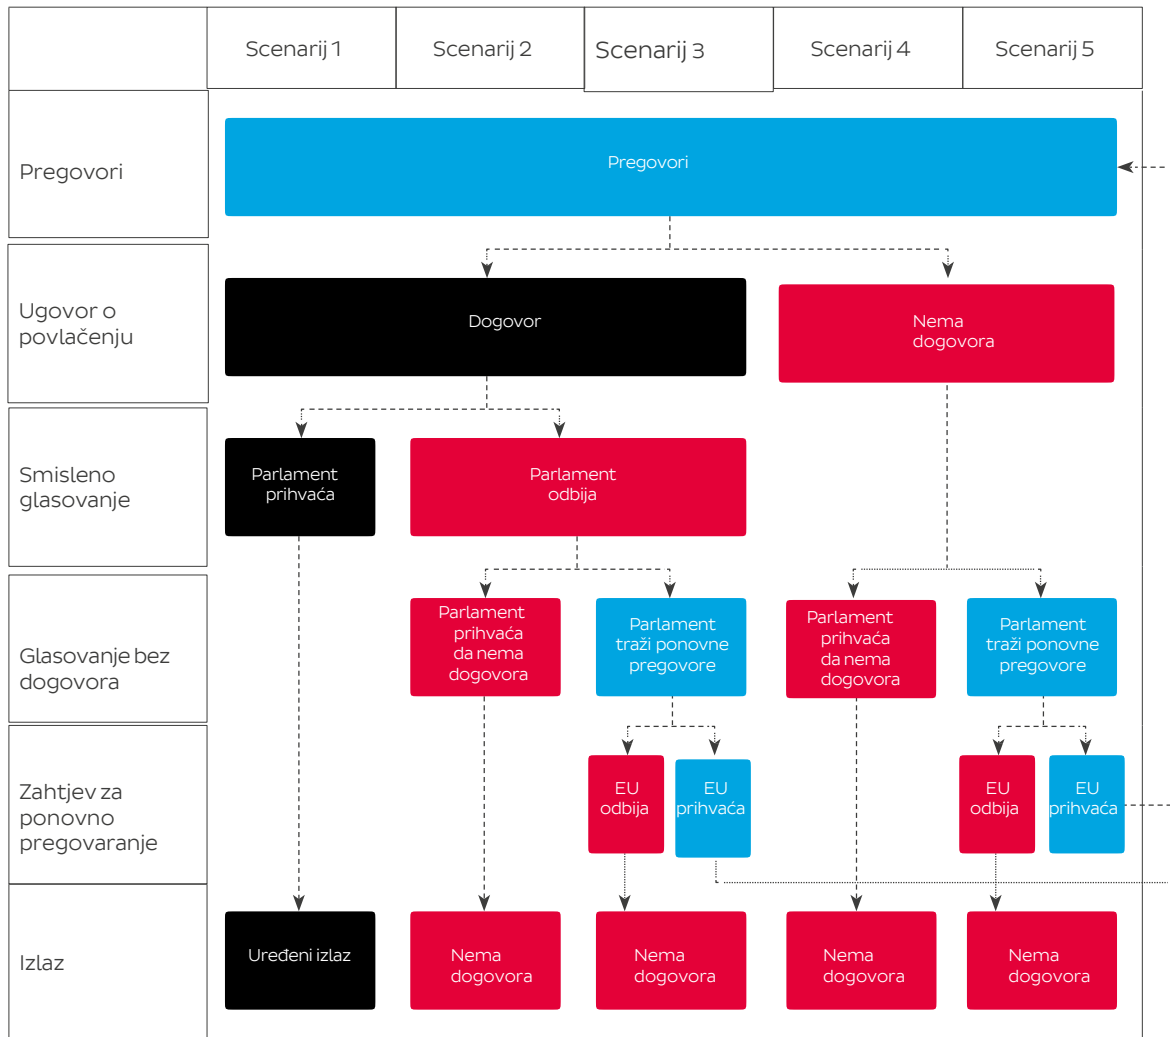 Scenarij 1
Scenarij 2
Scenarij 3
Scenarij 4
Scenarij 5
Pregovori
Pregovori
Ugovor o
povlačenju
Dogovor
Nema
dogovora
Smisleno
glasovanje
Parlament
prihvaća
Parlament
odbija
Glasovanje bez
dogovora
Parlament
prihvaća
da nema
dogovora
Parlament
traži ponovne
pregovore
Parlament
prihvaća
da nema
dogovora
Parlament
traži ponovne
pregovore
Zahtjev za
ponovno
pregovaranje
EU
odbija
EU
prihvaća
EU
odbija
EU
prihvaća
Izlaz
Uređeni izlaz
Nema
dogovora
Nema
dogovora
Nema
dogovora
Nema
dogovora